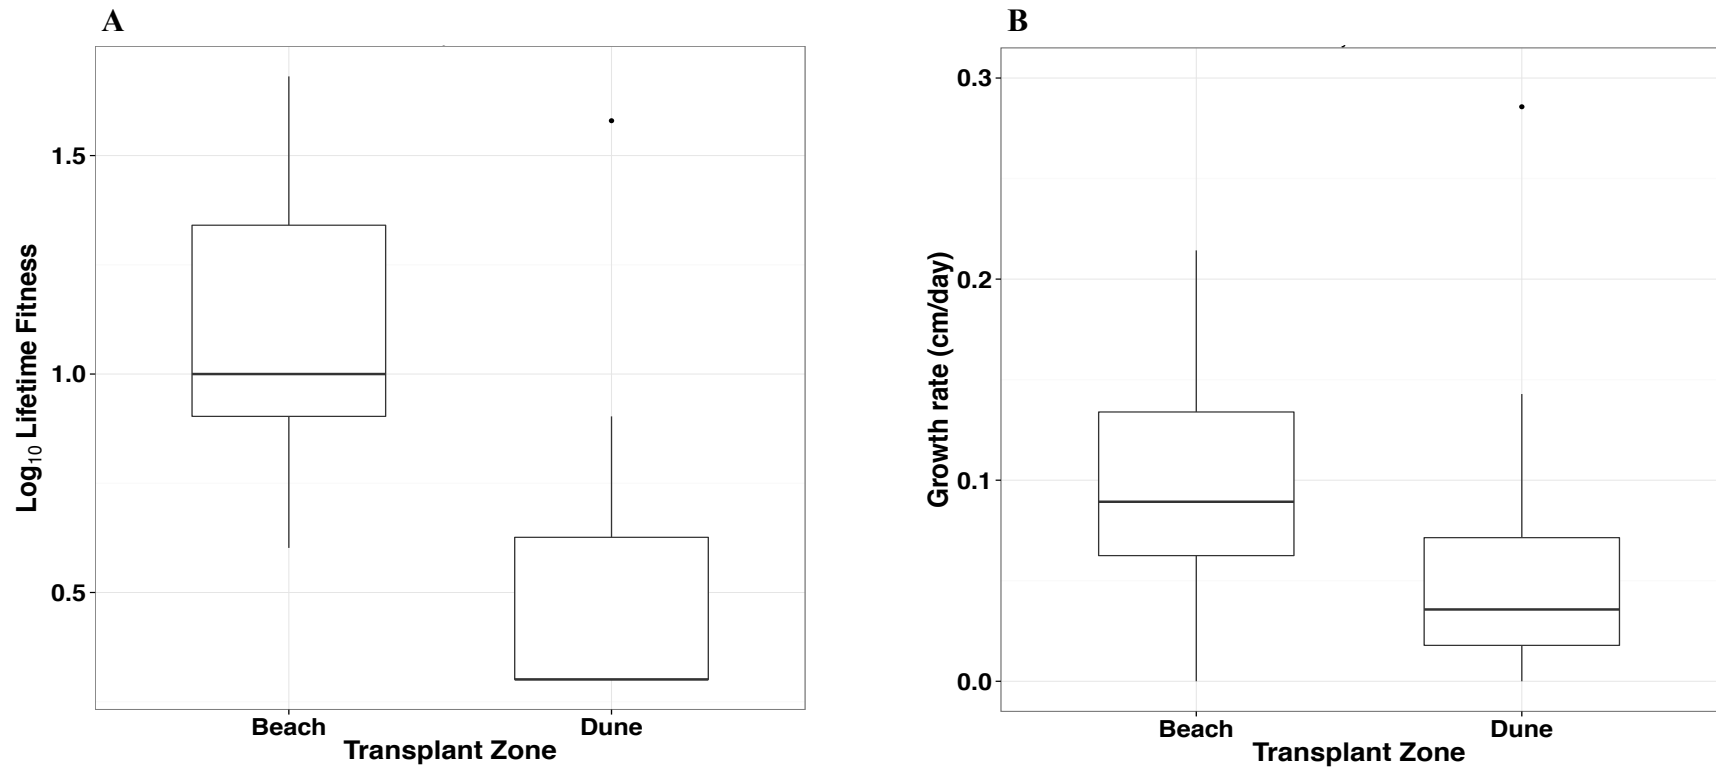 A
Log10 Lifetime Fitness
1.5
1.0
0.5
Beach Dune
Transplant Zone
B
Growth rate (cm/day)
0.3
0.2
0.1
0.0
Beach Dune
Transplant Zone